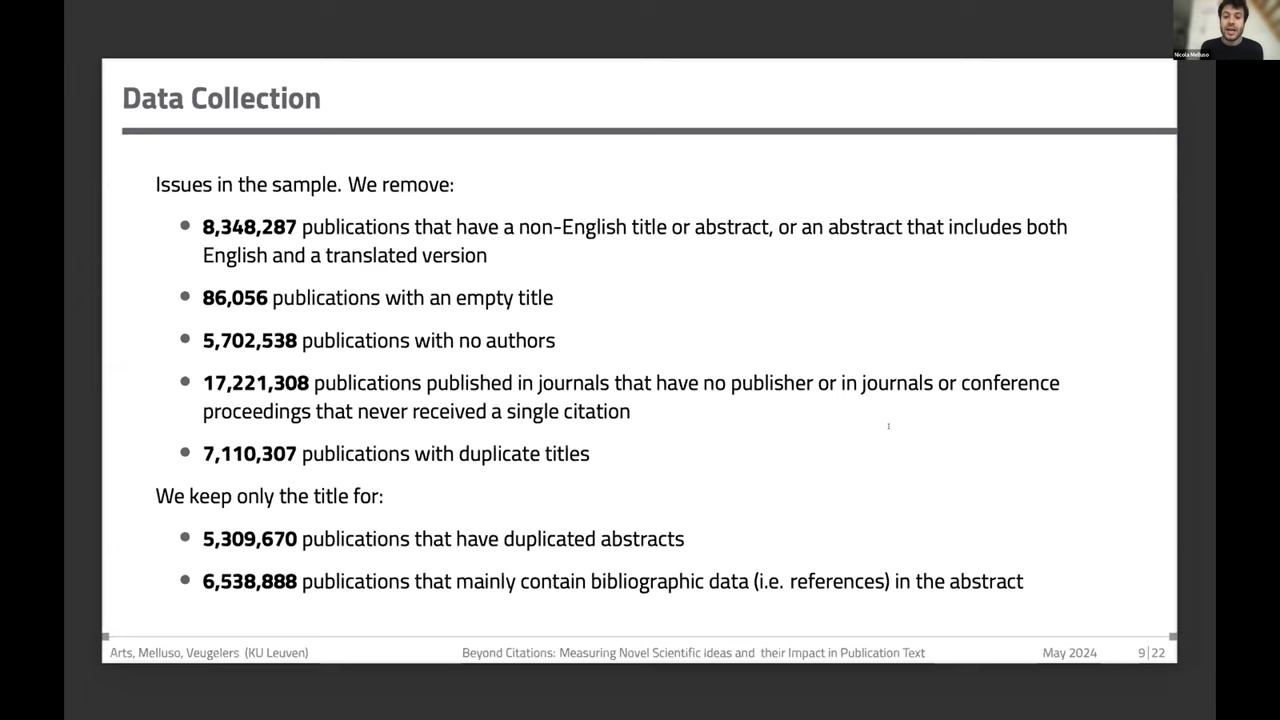 Nicola Melluso
Data Collection
Issues in the sample. We remove:
8,348,287 publications that have a non-English title or abstract, or an abstract that includes both
English and a translated version
86,056 publications with an empty title
5,702,538 publications with no authors
17,221,308 publications published in journals that have no publisher or in journals or conference
proceedings that never received a single citation
7,110,307 publications with duplicate titles
We keep only the title for:
5,309,670 publications that have duplicated abstracts
6,538,888 publications that mainly contain bibliographic data (i.e. references) in the abstract
Arts, Melluso, Veugelers (KU Leuven) Beyond Citations: Measuring Novel Scientific ideas and their Impact in Publication Text May 2024 9|22